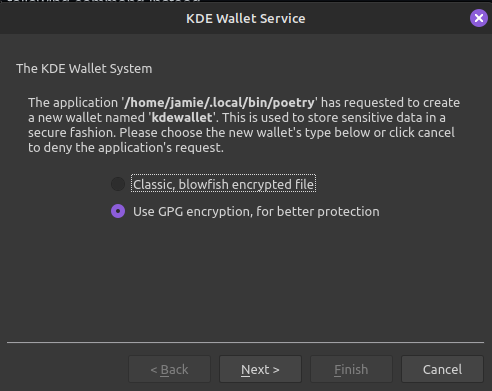 following command instead
KDE Wallet Service
The KDE Wallet System
The application '/home/jamie/.local/bin/poetry' has requested to create
a new wallet named 'kdewallet'. This is used to store sensitive data in a
secure fashion. Please choose the new wallet's type below or click cancel
to deny the application's request.
Classic, blowfish encrypted file
Use GPG encryption, for better protection
< Back
Next >
Finish
Cancel